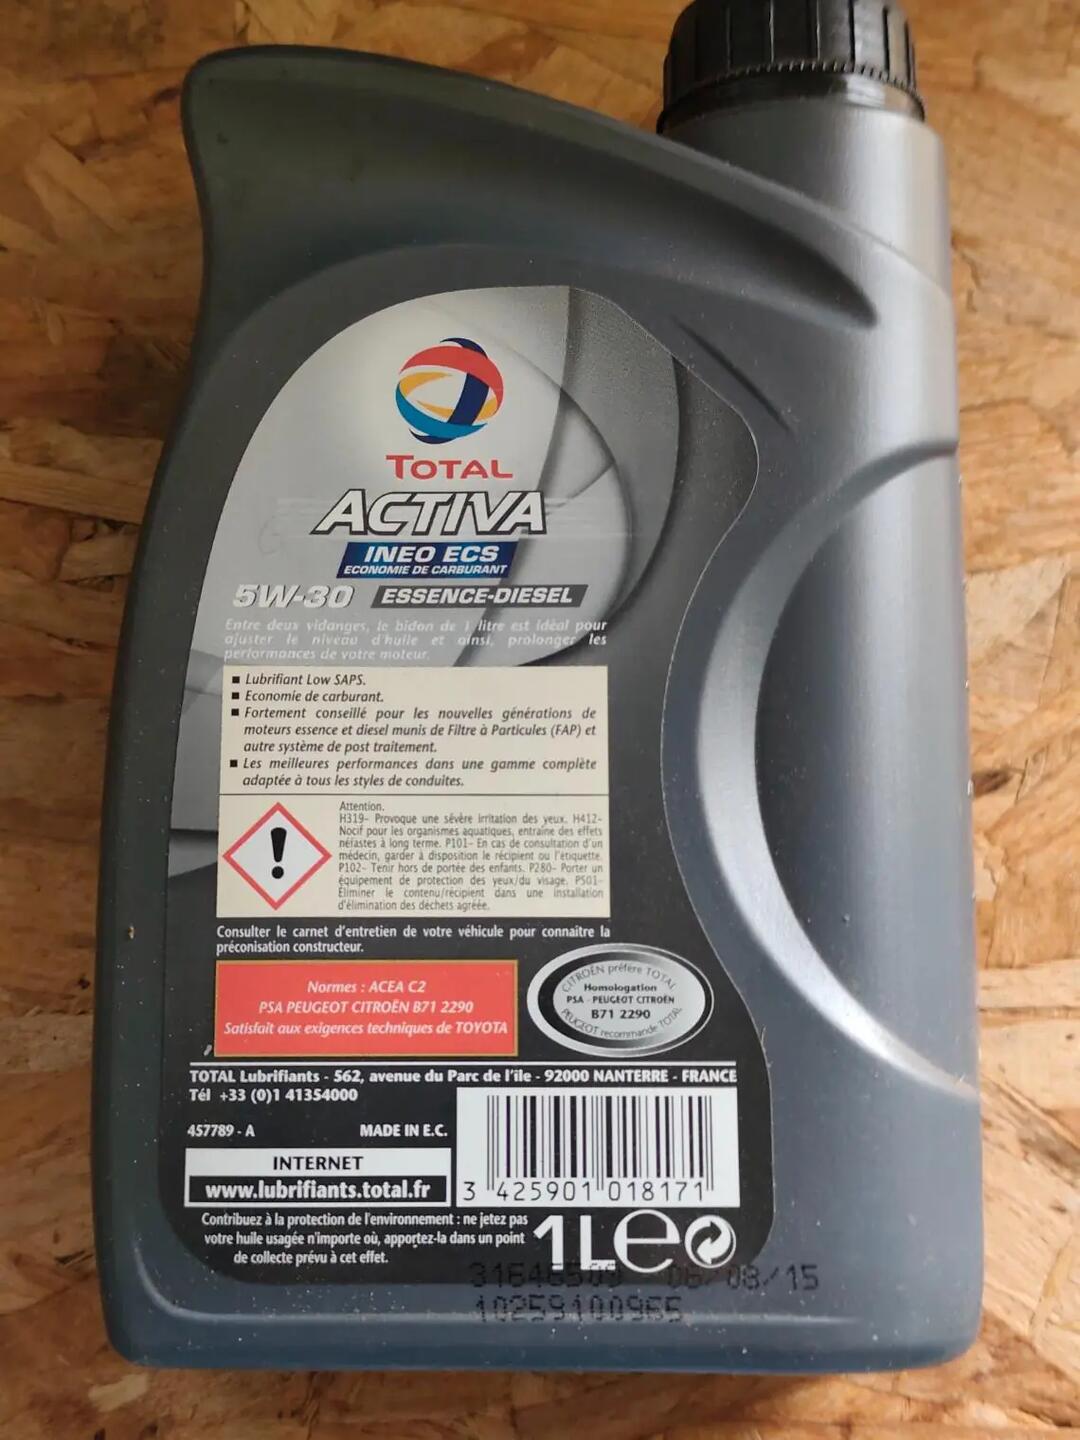 TOTAL
ACTIVA
INEO ECS
ECONOMIE DE CARBURANT
5W-30 ESSENCE-DIESEL
Entre deux vidanges, le bidon de 1 litre est idéal pour
ajuster le niveau d'huile et ainsi, prolonger les
performances de votre moteur.
Lubrifiant Low SAPS.
Economie de carburant.
Fortement conseillé pour les nouvelles générations de
moteurs essence et diesel munis de Filtre à Particules (FAP) et
autre système de post traitement.
Les meilleures performances dans une gamme complète
adaptée à tous les styles de conduites.
Attention.
H319- Provoque une sévère irritation des yeux. H412-
Nocif pour les organismes aquatiques, entraîne des effets
néfastes à long terme. P101- En cas de consultation d'un
médecin, garder à disposition le récipient ou l'étiquette.
P102- Tenir hors de portée des enfants. P280- Porter un
équipement de protection des yeux/du visage. P501-
Eliminer le contenu/récipient dans une installation
d'élimination des déchets agréée.
Consulter le carnet d'entretien de votre véhicule pour connaître la
préconisation constructeur.
Normes : ACEA C2
PSA PEUGEOT CITROËN B71 2290
Satisfait aux exigences techniques de TOYOTA
CITROËN préfère TOTAL
Homologation
PSA - PEUGEOT CITROËN
B71 2290
PEUGEOT recommande TOTAL
TOTAL Lubrifiants - 562, avenue du Parc de l'île - 92000 NANTERRE - FRANCE
Tél +33 (0)1 41354000
457789 - A MADE IN E.C.
INTERNET
www.lubrifiants.total.fr
3 425901 018171
Contribuez à la protection de l'environnement : ne jetez pas
votre huile usagée n'importe où, apportez-la dans un point
de collecte prévu à cet effet.
1L e
08/15
10259100965